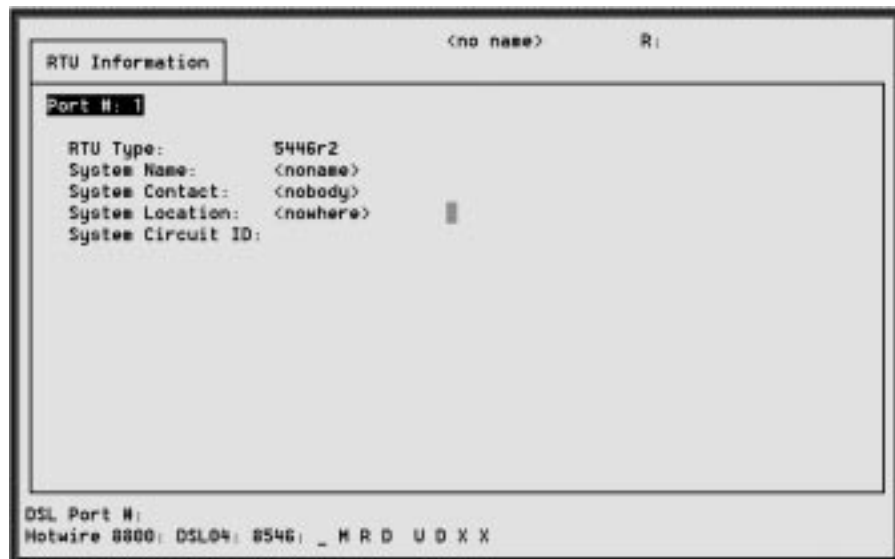 <no name> R:
RTU Information
Port #: 1
RTU Type: 5446r2
System Name: <noname>
System Contact: <nobody>
System Location: <nowhere>
System Circuit ID:
DSL Port #:
Hotwire 8800: DSL04: 8546: _ M R D U D X X